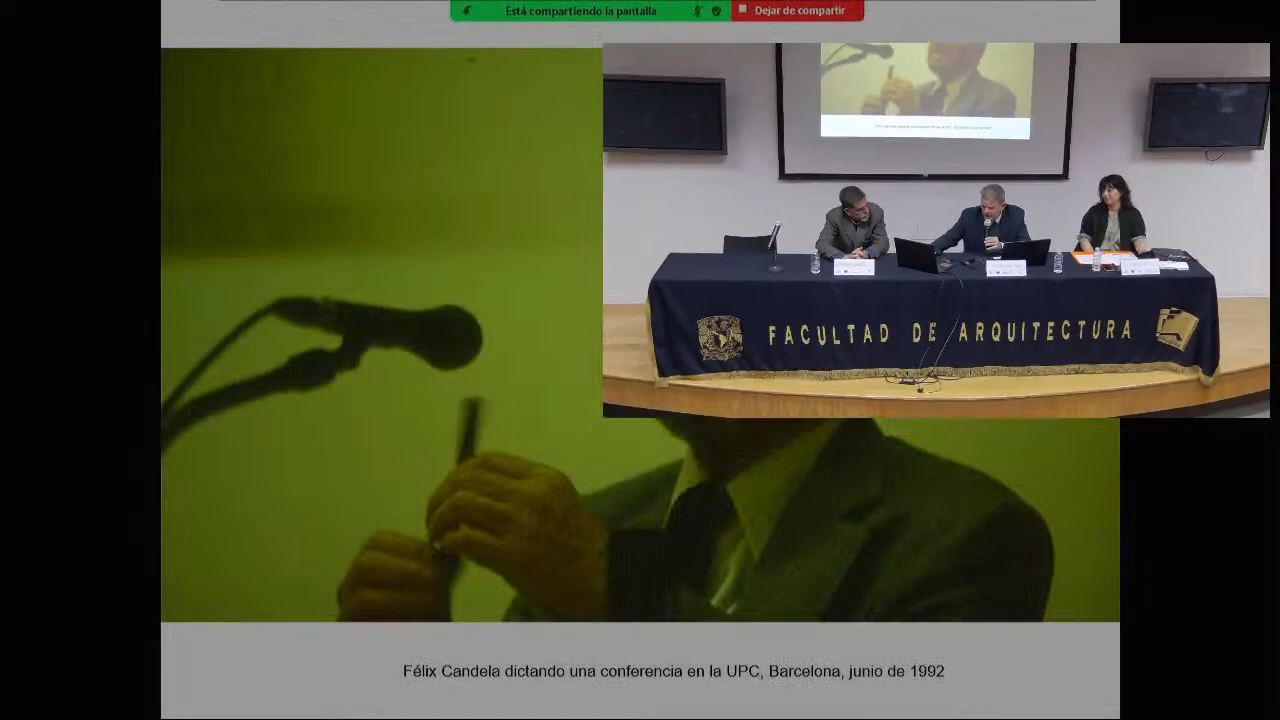 Está compartiendo la pantalla
Dejar de compartir
FACULTAD DE ARQUITECTURA
Félix Candela dictando una conferencia en la UPC, Barcelona, junio de 1992